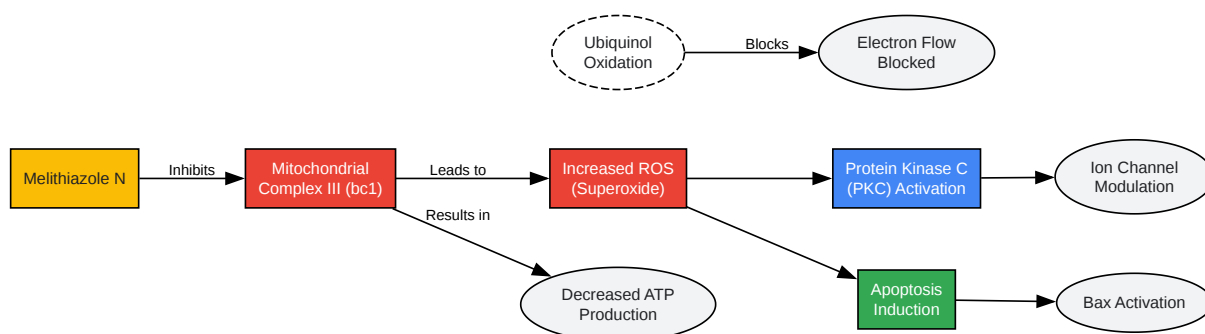 Ubiquinol
Oxidation
Blocks
Electron Flow
Blocked
Melithiazole N
Inhibits
Mitochondrial
Complex III (bc1)
Leads to
Increased ROS
(Superoxide)
Protein Kinase C
(PKC) Activation
Ion Channel
Modulation
Results in
Decreased ATP
Production
Apoptosis
Induction
Bax Activation